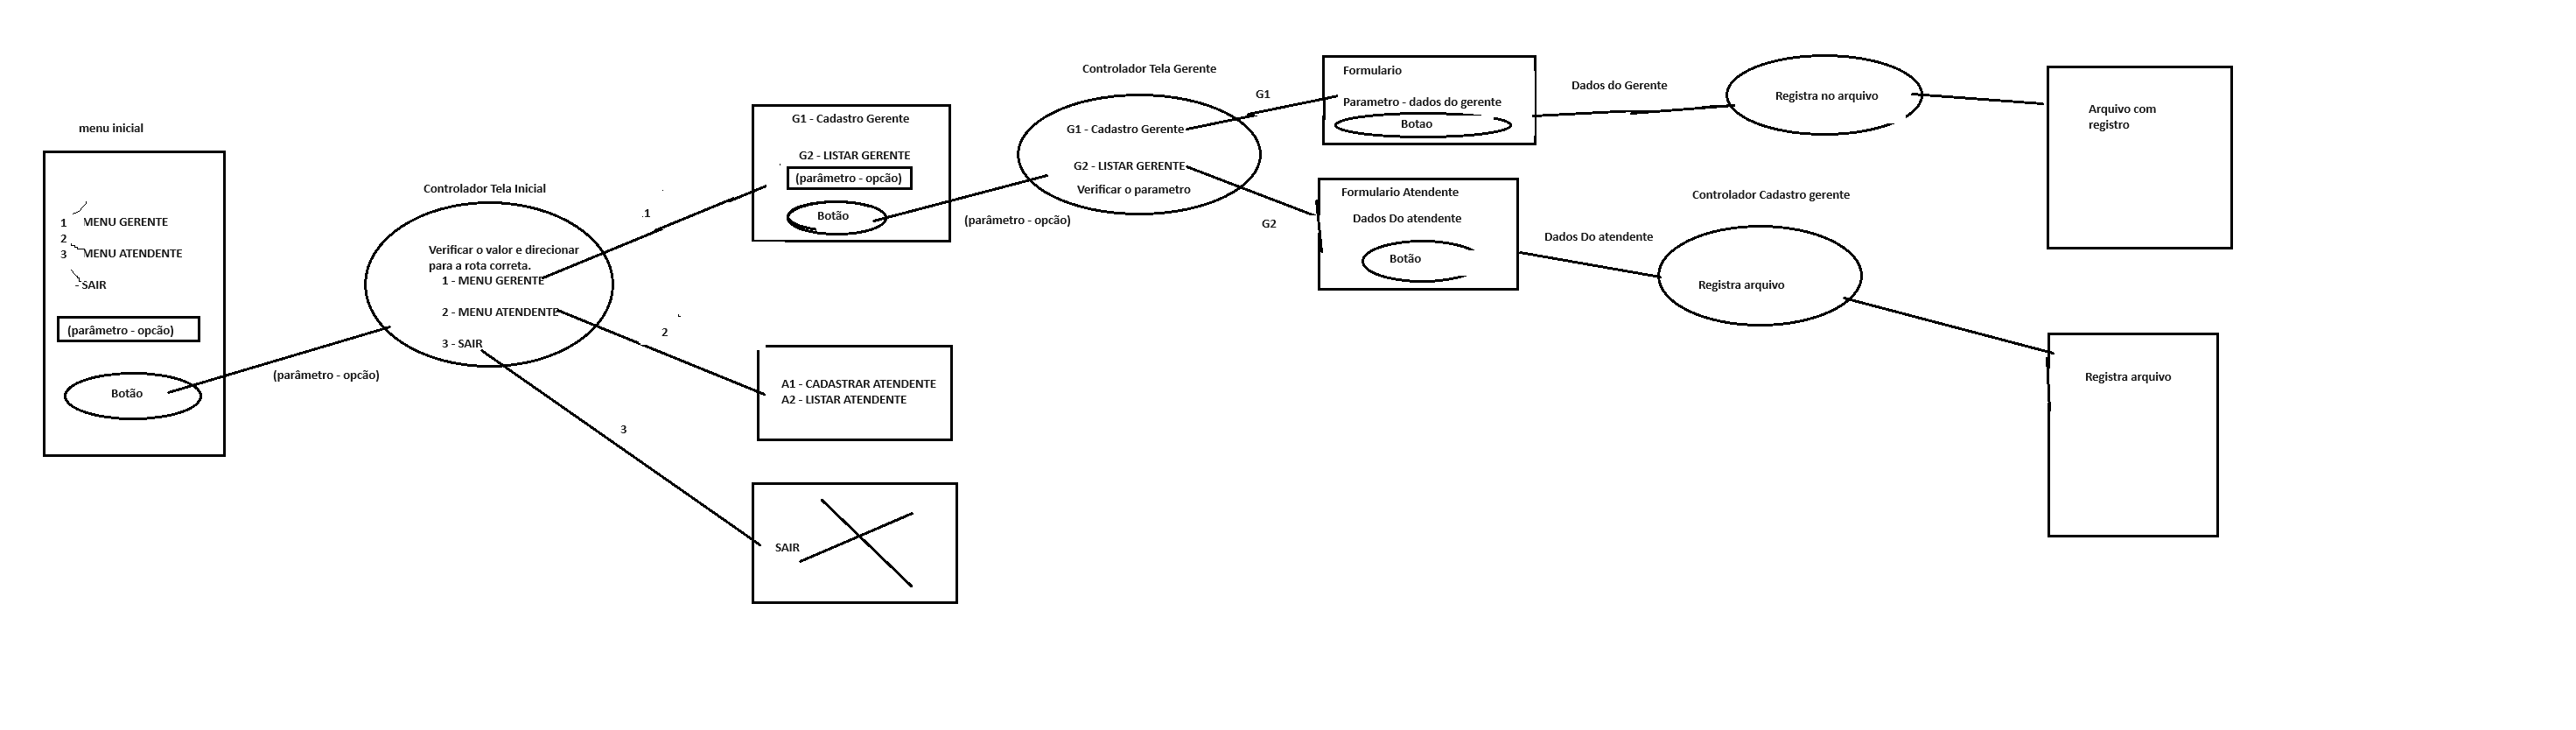 menu inicial
1 MENU GERENTE
2
3 MENU ATENDENTE
- SAIR
(parâmetro - opcão)
Botão
(parâmetro - opcão)
Controlador Tela Inicial
Verificar o valor e direcionar
para a rota correta.
1 - MENU GERENTE
2 - MENU ATENDENTE
3 - SAIR
1
2
3
G1 - Cadastro Gerente
G2 - LISTAR GERENTE
(parâmetro - opcão)
Botão
(parâmetro - opcão)
A1 - CADASTRAR ATENDENTE
A2 - LISTAR ATENDENTE
SAIR
Controlador Tela Gerente
G1 - Cadastro Gerente
G2 - LISTAR GERENTE
Verificar o parametro
G1
G2
Formulario
Parametro - dados do gerente
Botao
Formulario Atendente
Dados Do atendente
Botão
Dados do Gerente
Dados Do atendente
Registra no arquivo
Controlador Cadastro gerente
Registra arquivo
Arquivo com
registro
Registra arquivo